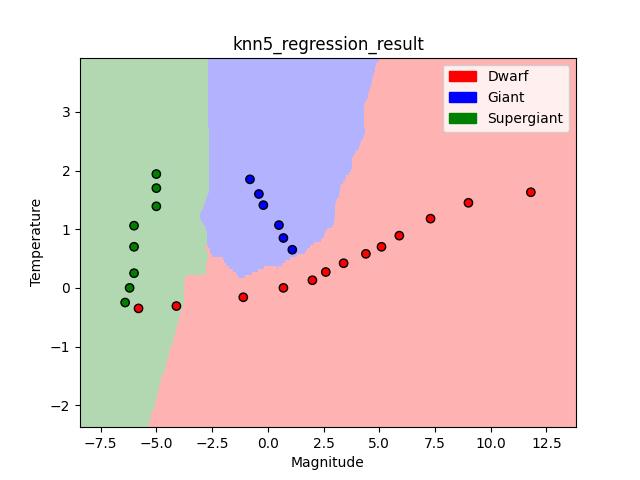 knn5_regression_result
Dwarf
Giant
Supergiant
Temperature
3
2
1
0
−1
−2
−7.5 −5.0 −2.5 0.0 2.5 5.0 7.5 10.0 12.5
Magnitude